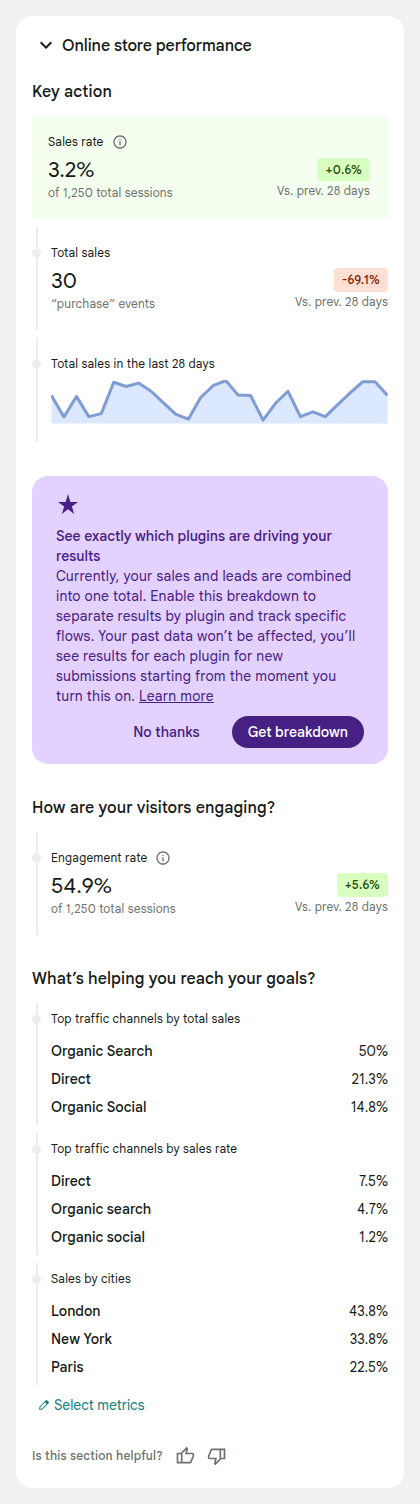 Online store performance
Key action
Sales rate
3.2%
+0.6%
of 1,250 total sessions
Vs. prev. 28 days
Total sales
30
-69.1%
“purchase” events
Vs. prev. 28 days
Total sales in the last 28 days
See exactly which plugins are driving your
results
Currently, your sales and leads are combined
into one total. Enable this breakdown to
separate results by plugin and track specific
flows. Your past data won’t be affected, you’ll
see results for each plugin for new
submissions starting from the moment you
turn this on. Learn more
No thanks
Get breakdown
How are your visitors engaging?
Engagement rate
54.9%
+5.6%
of 1,250 total sessions
Vs. prev. 28 days
What’s helping you reach your goals?
Top traffic channels by total sales
Organic Search 50%
Direct 21.3%
Organic Social 14.8%
Top traffic channels by sales rate
Direct 7.5%
Organic search 4.7%
Organic social 1.2%
Sales by cities
London 43.8%
New York 33.8%
Paris 22.5%
Select metrics
Is this section helpful?